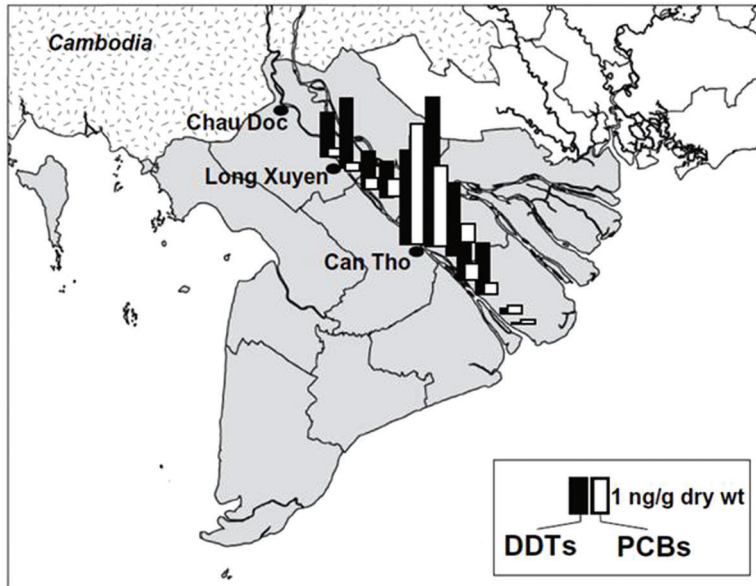 Cambodia
Chau Doc
Long Xuyen
Can Tho
1 ng/g dry wt
DDTs
PCBs